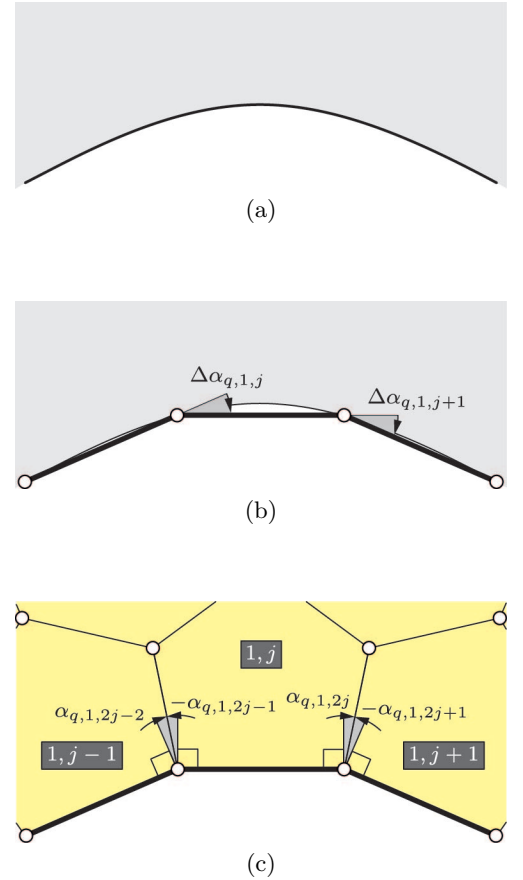 (a)
Δα_{q,1,j}
Δα_{q,1,j+1}
(b)
1, j
α_{q,1,2j−2} −α_{q,1,2j−1} α_{q,1,2j} −α_{q,1,2j+1}
1, j − 1 1, j + 1
(c)